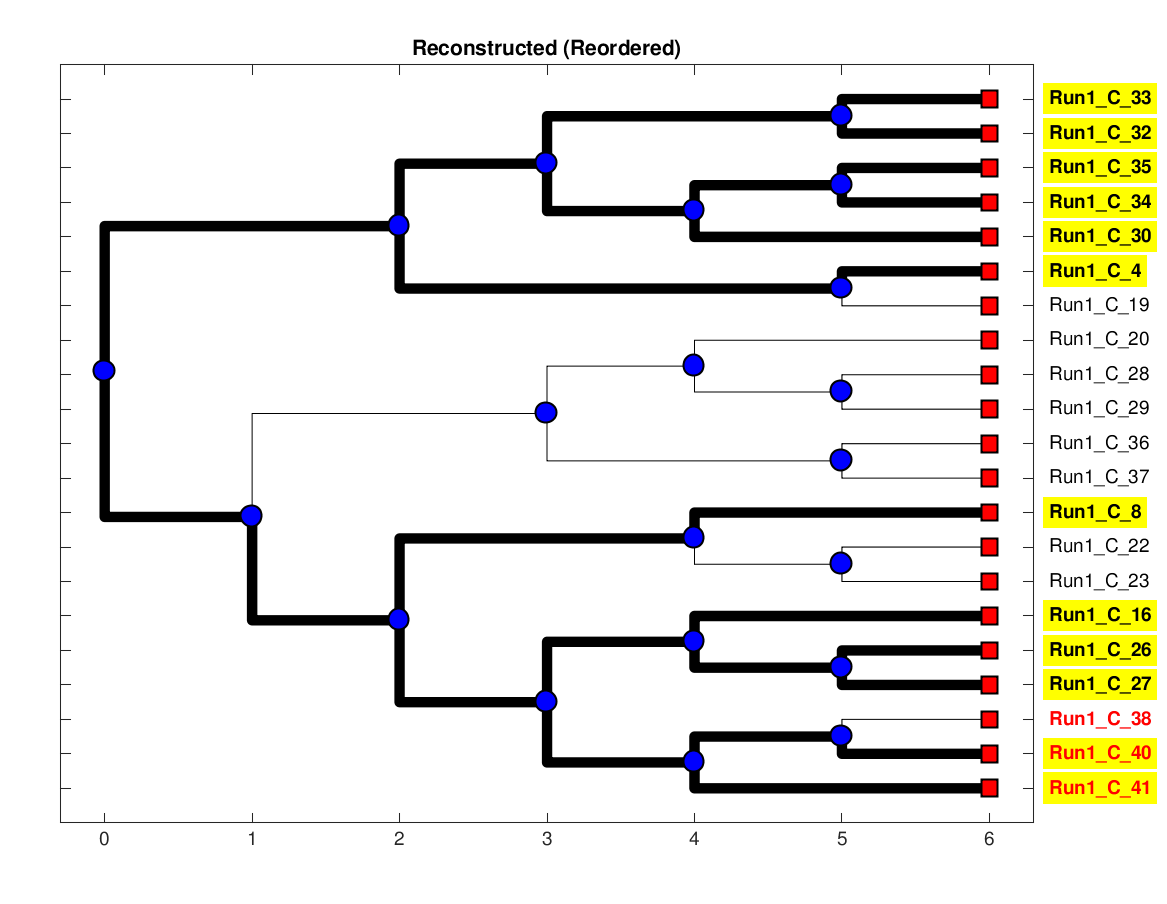 Reconstructed (Reordered)
Run1_C_33
Run1_C_32
Run1_C_35
Run1_C_34
Run1_C_30
Run1_C_4
Run1_C_19
Run1_C_20
Run1_C_28
Run1_C_29
Run1_C_36
Run1_C_37
Run1_C_8
Run1_C_22
Run1_C_23
Run1_C_16
Run1_C_26
Run1_C_27
Run1_C_38
Run1_C_40
Run1_C_41
0 1 2 3 4 5 6